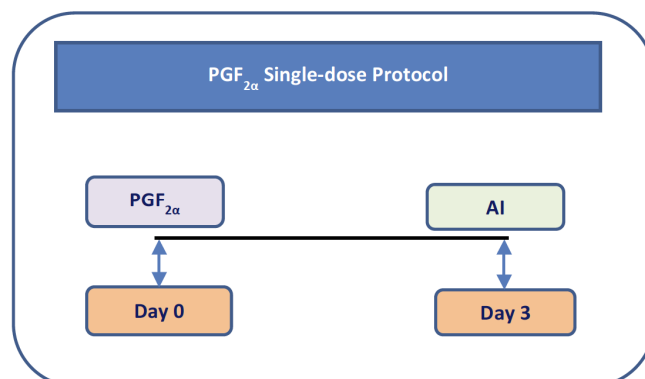 PGF2α Single-dose Protocol
PGF2α
AI
Day 0
Day 3